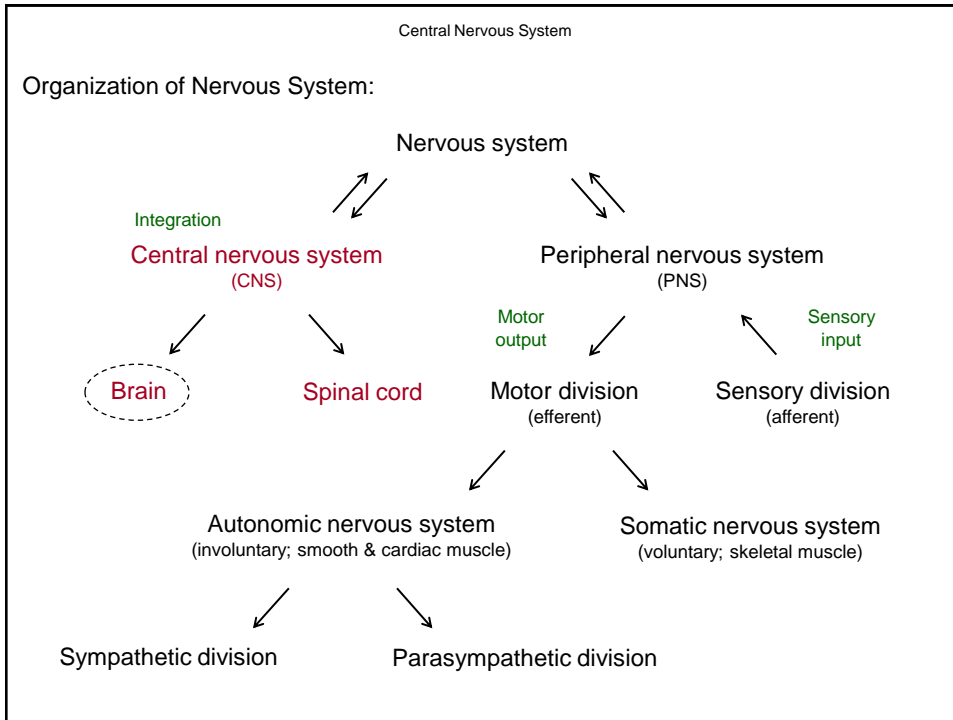 Central Nervous System
Organization of Nervous System:
Nervous system
Integration
Central nervous system
(CNS)
Peripheral nervous system
(PNS)
Motor
output
Sensory
input
Brain
Spinal cord
Motor division
(efferent)
Sensory division
(afferent)
Autonomic nervous system
(involuntary; smooth & cardiac muscle)
Somatic nervous system
(voluntary; skeletal muscle)
Sympathetic division
Parasympathetic division